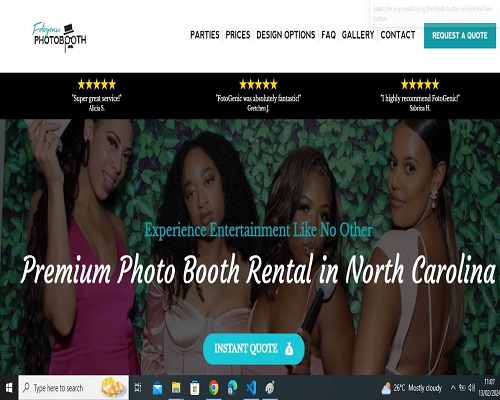 Select the snip mode using the Mode button or click the New
button.
Fotogenic
PHOTOBOOTH
PARTIES PRICES DESIGN OPTIONS FAQ GALLERY CONTACT REQUEST A QUOTE
"Super great service!" "FotoGenic was absolutely fantastic!" "I highly recommend FotoGenic!"
Alicia S. Gretchen J. Sabrina H.
Experience Entertainment Like No Other
Premium Photo Booth Rental in North Carolina
INSTANT QUOTE
Type here to search 26°C Mostly cloudy 11:07
13/02/202